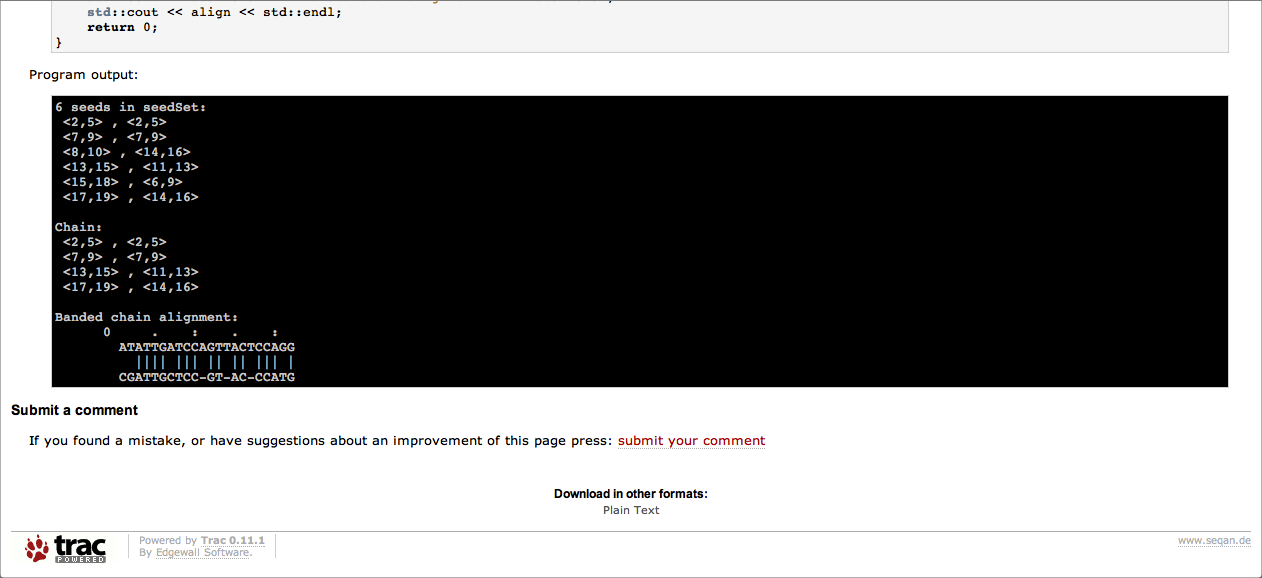 std::cout << align << std::endl;
return 0;
}
Program output:
6 seeds in seedSet:
<2,5> , <2,5>
<7,9> , <7,9>
<8,10> , <14,16>
<13,15> , <11,13>
<15,18> , <6,9>
<17,19> , <14,16>
Chain:
<2,5> , <2,5>
<7,9> , <7,9>
<13,15> , <11,13>
<17,19> , <14,16>
Banded chain alignment:
0     .    :    .    :
ATATTGATCCAGTTACTCCAGG
|||| ||| || || ||| |
CGATTGCTCC-GT-AC-CCATG
Submit a comment
If you found a mistake, or have suggestions about an improvement of this page press: submit your comment
Download in other formats:
Plain Text
trac
POWERED
Powered by Trac 0.11.1
By Edgewall Software.
www.seqan.de